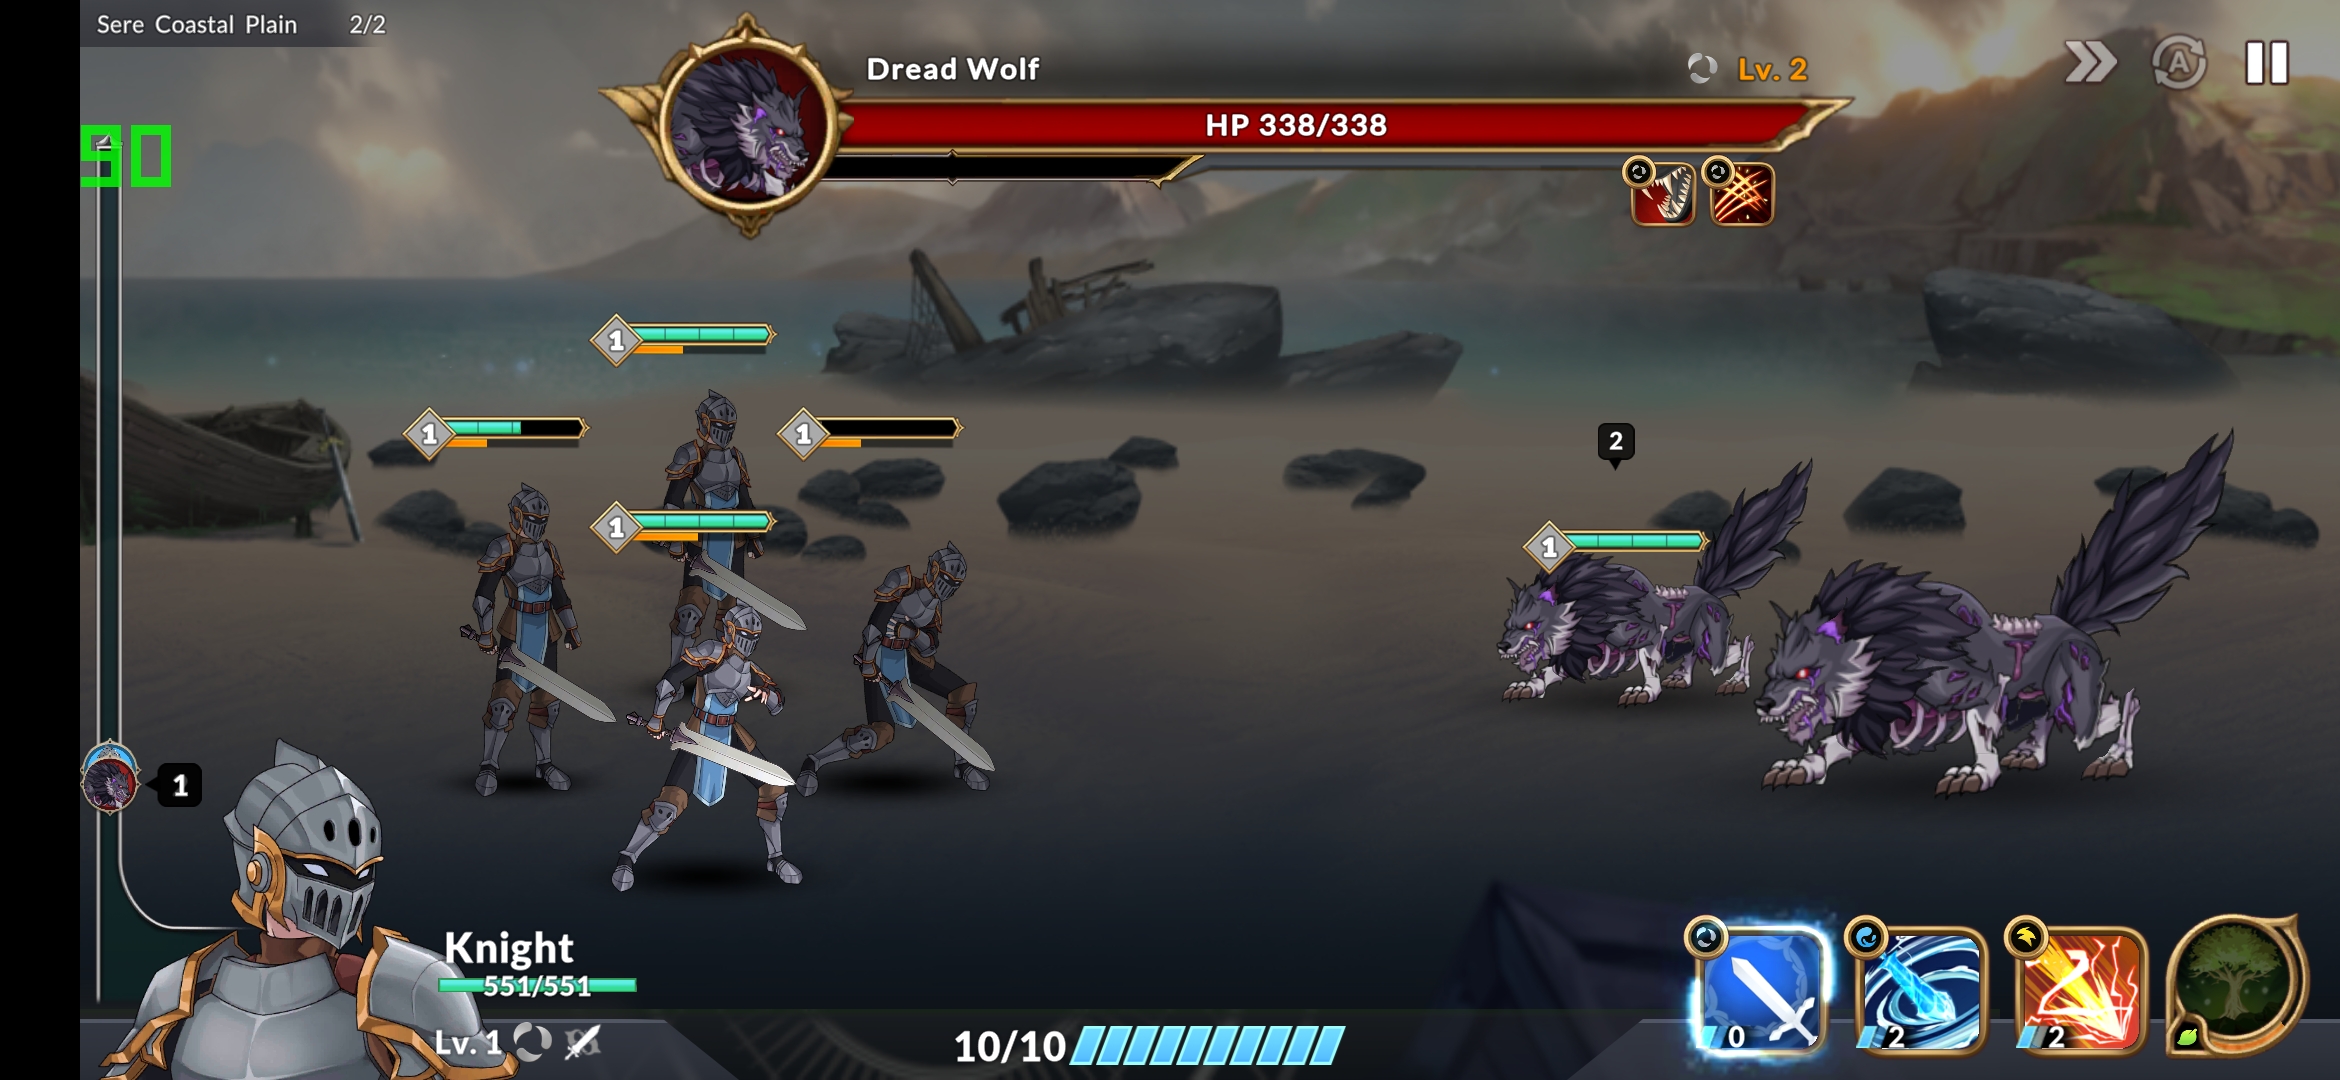 Sere Coastal Plain 2/2
Dread Wolf
Lv. 2
A
HP 338/338
90
1
1
1
1
2
1
1
Knight
551/551
Lv. 1
10/10
0
2
2